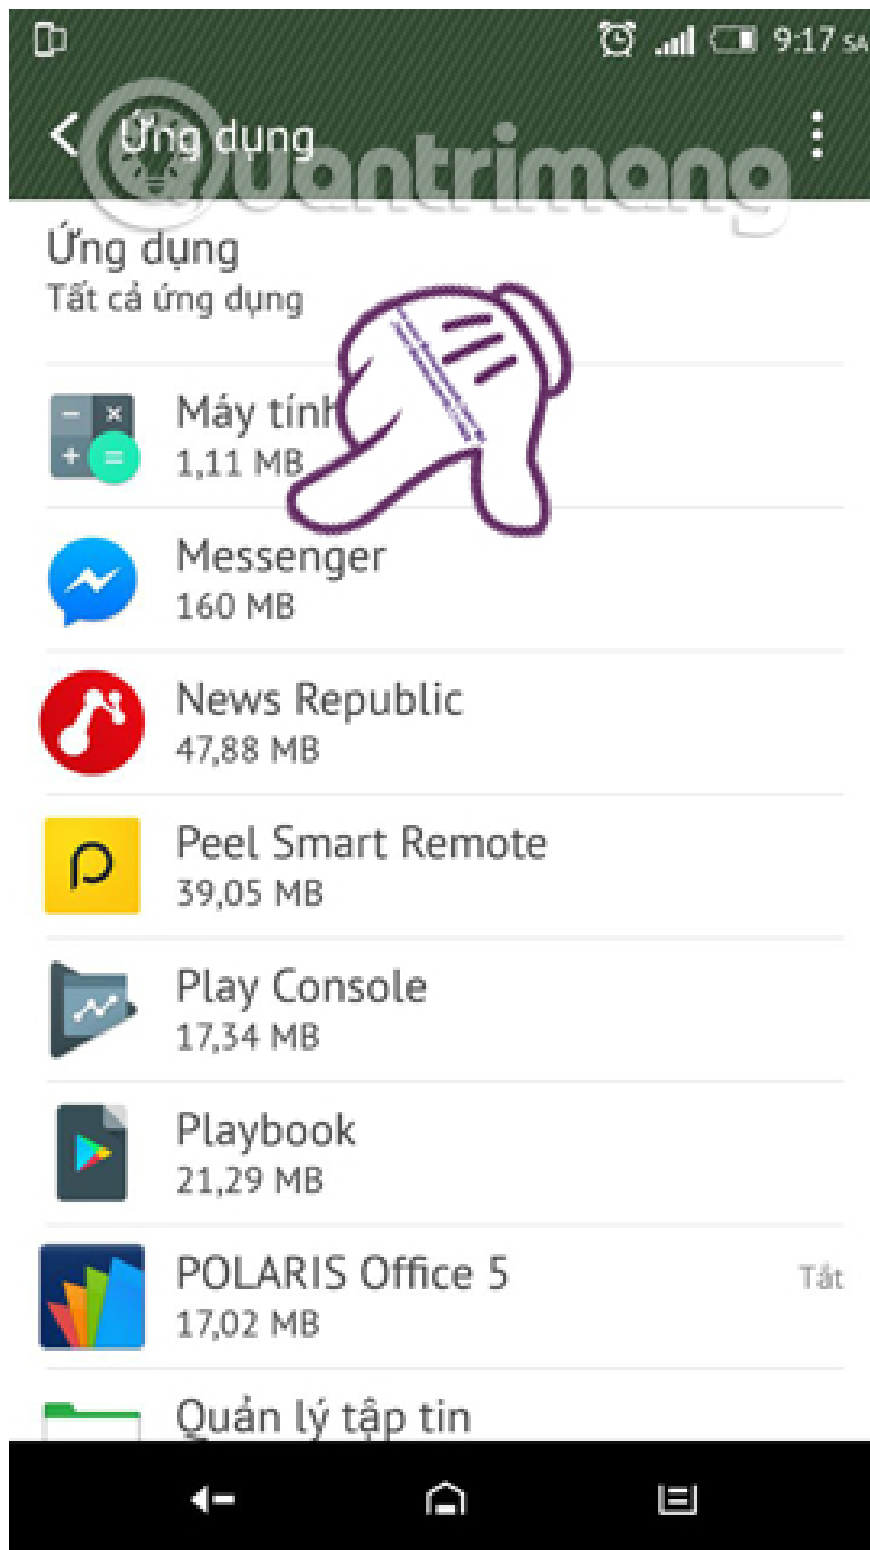 9:17 SA
Ứng dụng
Quantrimang
Ứng dụng
Tất cả ứng dụng
Máy tính
1,11 MB
Messenger
160 MB
News Republic
47,88 MB
Peel Smart Remote
39,05 MB
Play Console
17,34 MB
Playbook
21,29 MB
POLARIS Office 5
Tắt
17,02 MB
Quản lý tập tin